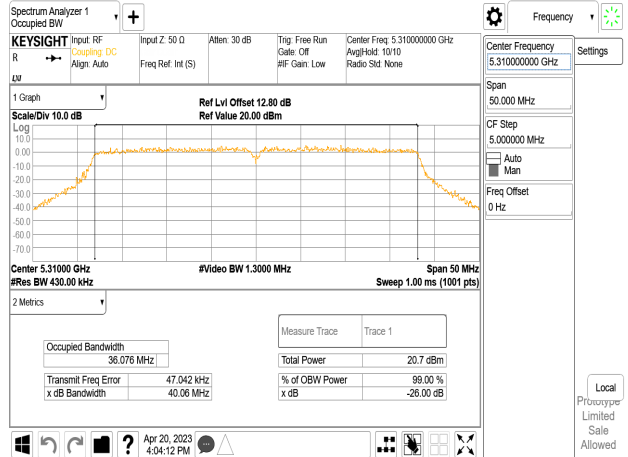 Spectrum Analyzer 1
Occupied BW
Frequency
KEYSIGHT
R
Input: RF
Coupling: DC
Align: Auto
Input Z: 50 Ω
Freq Ref: Int (S)
Atten: 30 dB
Trig: Free Run
Gate: Off
#IF Gain: Low
Center Freq: 5.310000000 GHz
Avg|Hold: 10/10
Radio Std: None
Center Frequency
5.310000000 GHz
Settings
Span
50.000 MHz
CF Step
5.000000 MHz
Auto
Man
Freq Offset
0 Hz
1 Graph
Ref Lvl Offset 12.80 dB
Scale/Div 10.0 dB
Ref Value 20.00 dBm
Log
10.0
0.00
-10.0
-20.0
-30.0
-40.0
-50.0
-60.0
-70.0
Center 5.31000 GHz
#Video BW 1.3000 MHz
Span 50 MHz
#Res BW 430.00 kHz
Sweep 1.00 ms (1001 pts)
2 Metrics
Measure Trace
Trace 1
Occupied Bandwidth
36.076 MHz
Total Power
20.7 dBm
Transmit Freq Error
47.042 kHz
% of OBW Power
99.00 %
x dB Bandwidth
40.06 MHz
x dB
-26.00 dB
Local
Prototype
Limited
Sale
Allowed
?
Apr 20, 2023
4:04:12 PM